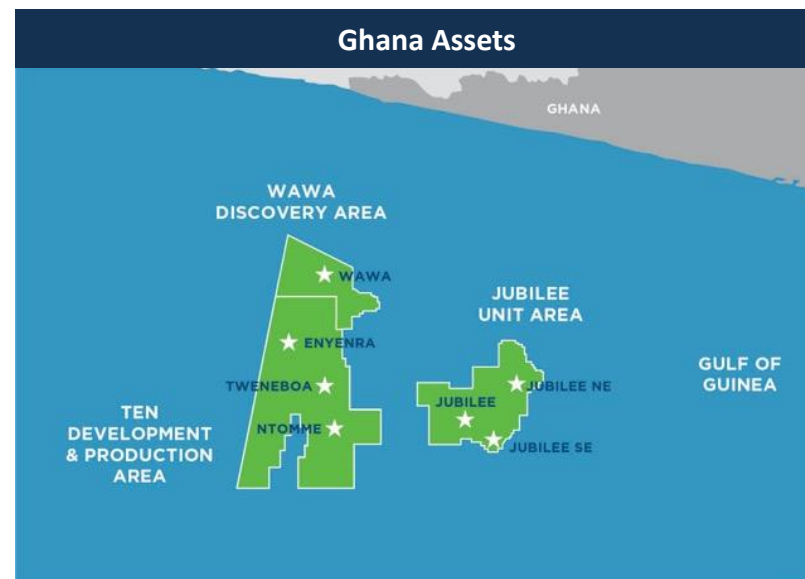 Ghana Assets
GHANA
WAWA
DISCOVERY AREA
WAWA
JUBILEE
UNIT AREA
ENYENRA
GULF OF
GUINEA
TWENEBOA
JUBILEE NE
JUBILEE
TEN
DEVELOPMENT
& PRODUCTION
AREA
NTOMME
JUBILEE SE